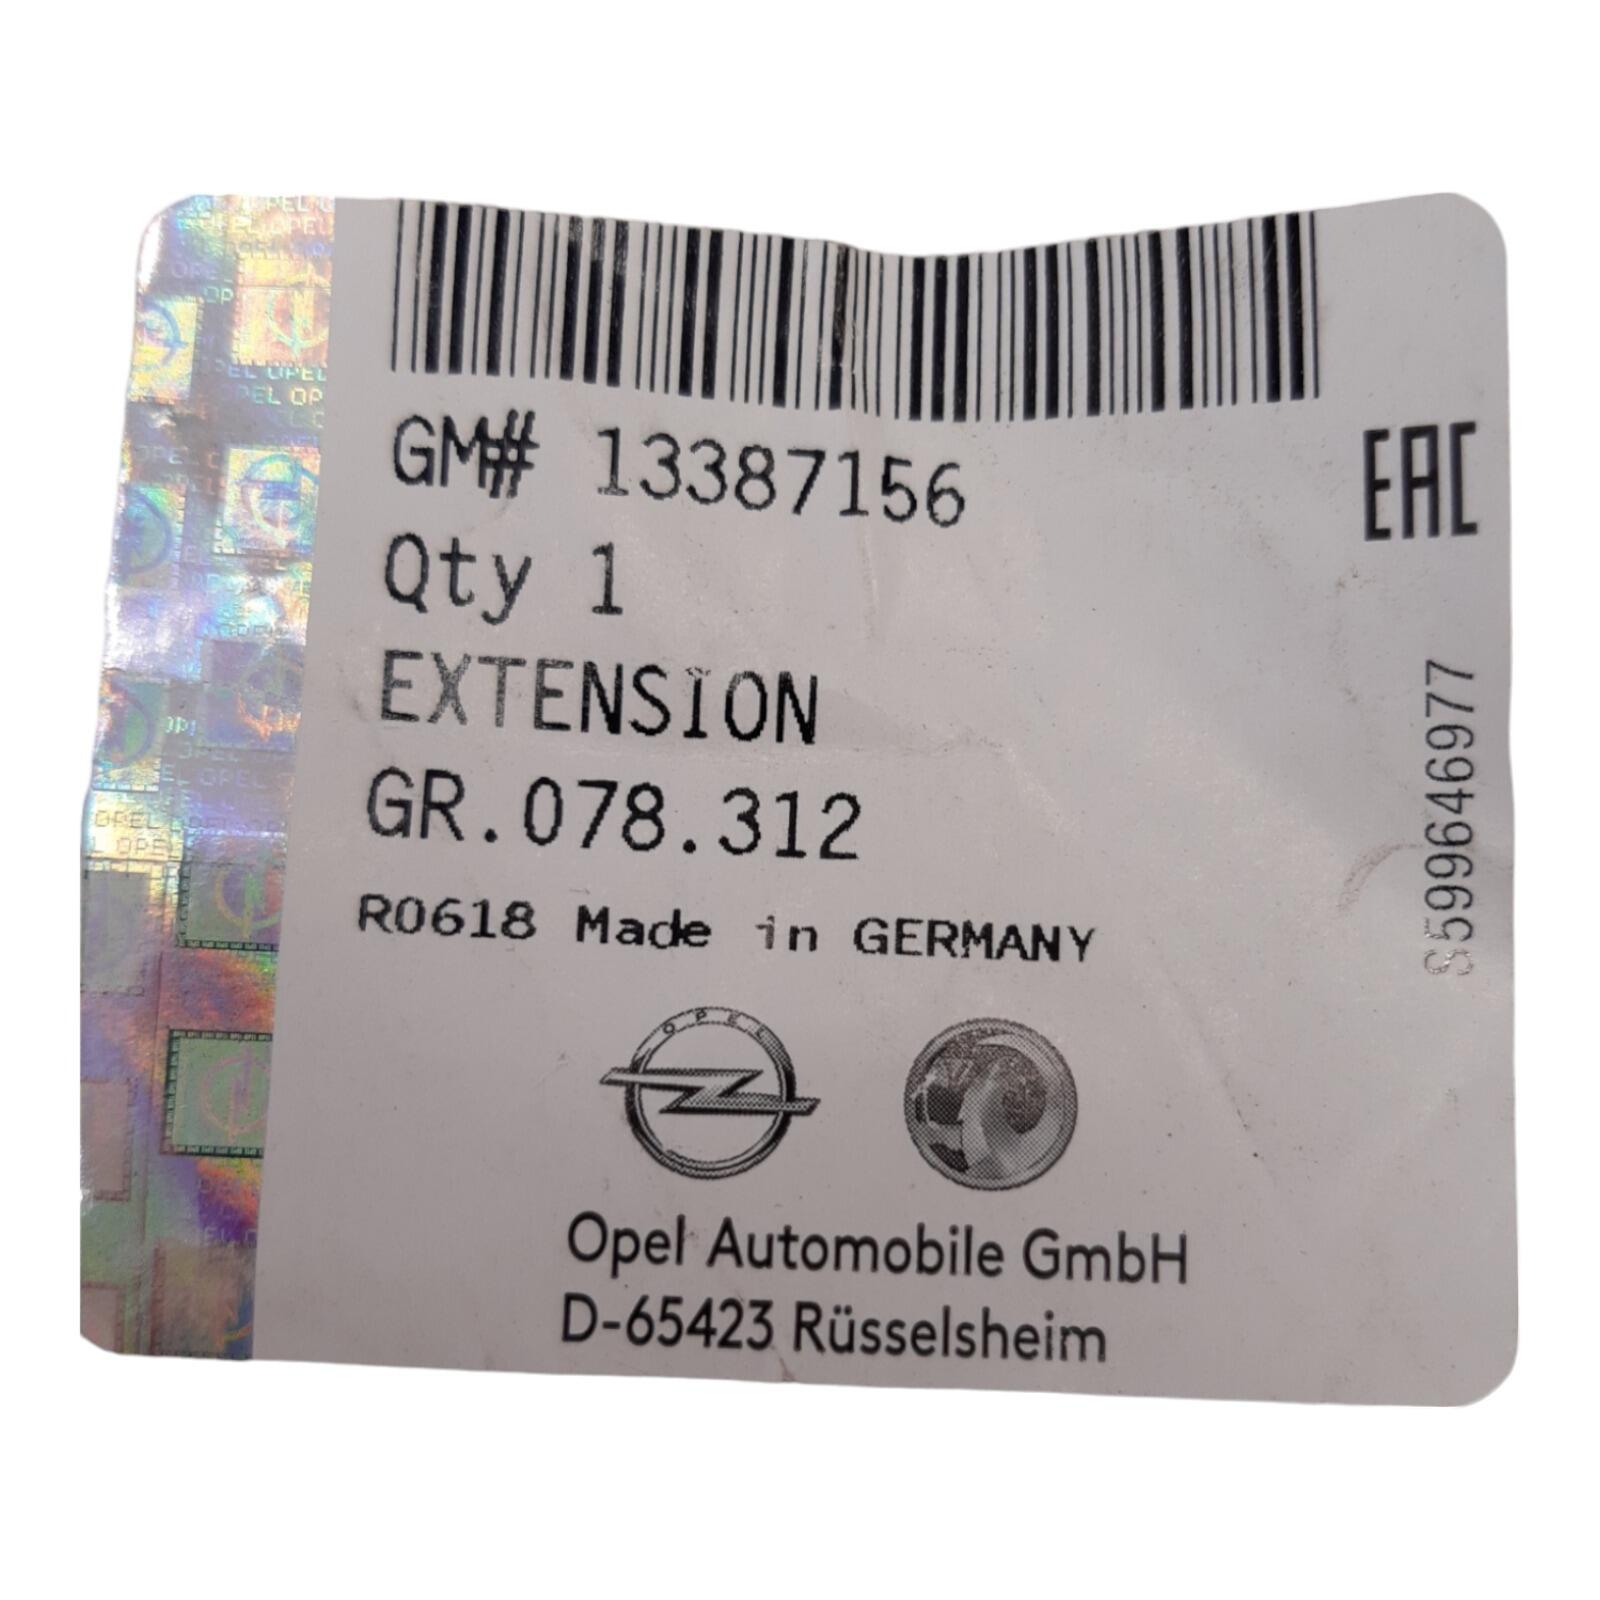 GM# 13387156
Qty 1
EXTENSION
GR.078.312
R0618 Made in GERMANY
EAC
S599646977
OPEL
Opel Automobile GmbH
D-65423 Rüsselsheim